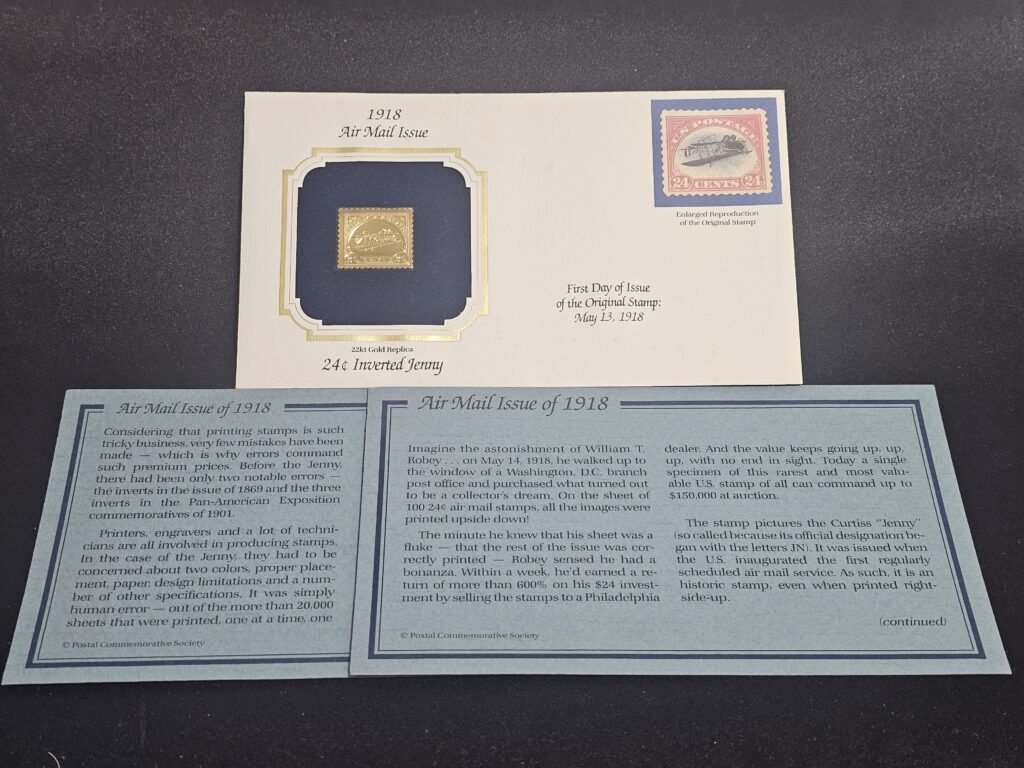 1918
Air Mail Issue
22kt Gold Replica
24¢ Inverted Jenny
U.S. POSTAGE
24 CENTS 24
Enlarged Reproduction
of the Original Stamp
First Day of Issue
of the Original Stamp:
May 13, 1918
Air Mail Issue of 1918
Considering that printing stamps is such
tricky business, very few mistakes have been
made — which is why errors command
such premium prices. Before the Jenny,
there had been only two notable errors —
the inverts in the issue of 1869 and the three
inverts in the Pan-American Exposition
commemoratives of 1901.
Printers, engravers and a lot of techni-
cians are all involved in producing stamps.
In the case of the Jenny, they had to be
concerned about two colors, proper place-
ment, paper, design limitations and a num-
ber of other specifications. It was simply
human error — out of the more than 20,000
sheets that were printed, one at a time, one
© Postal Commemorative Society
Air Mail Issue of 1918
Imagine the astonishment of William T.
Robey . . . on May 14, 1918, he walked up to
the window of a Washington, D.C. branch
post office and purchased what turned out
to be a collector's dream. On the sheet of
100 24¢ air mail stamps, all the images were
printed upside down!
The minute he knew that his sheet was a
fluke — that the rest of the issue was cor-
rectly printed — Robey sensed he had a
bonanza. Within a week, he'd earned a re-
turn of more than 600% on his $24 invest-
ment by selling the stamps to a Philadelphia
dealer. And the value keeps going up, up,
up, with no end in sight. Today a single
specimen of this rarest and most valu-
able U.S. stamp of all can command up to
$150,000 at auction.
The stamp pictures the Curtiss "Jenny"
(so called because its official designation be-
gan with the letters JN). It was issued when
the U.S. inaugurated the first regularly
scheduled air mail service. As such, it is an
historic stamp, even when printed right-
side-up.
(continued)
© Postal Commemorative Society